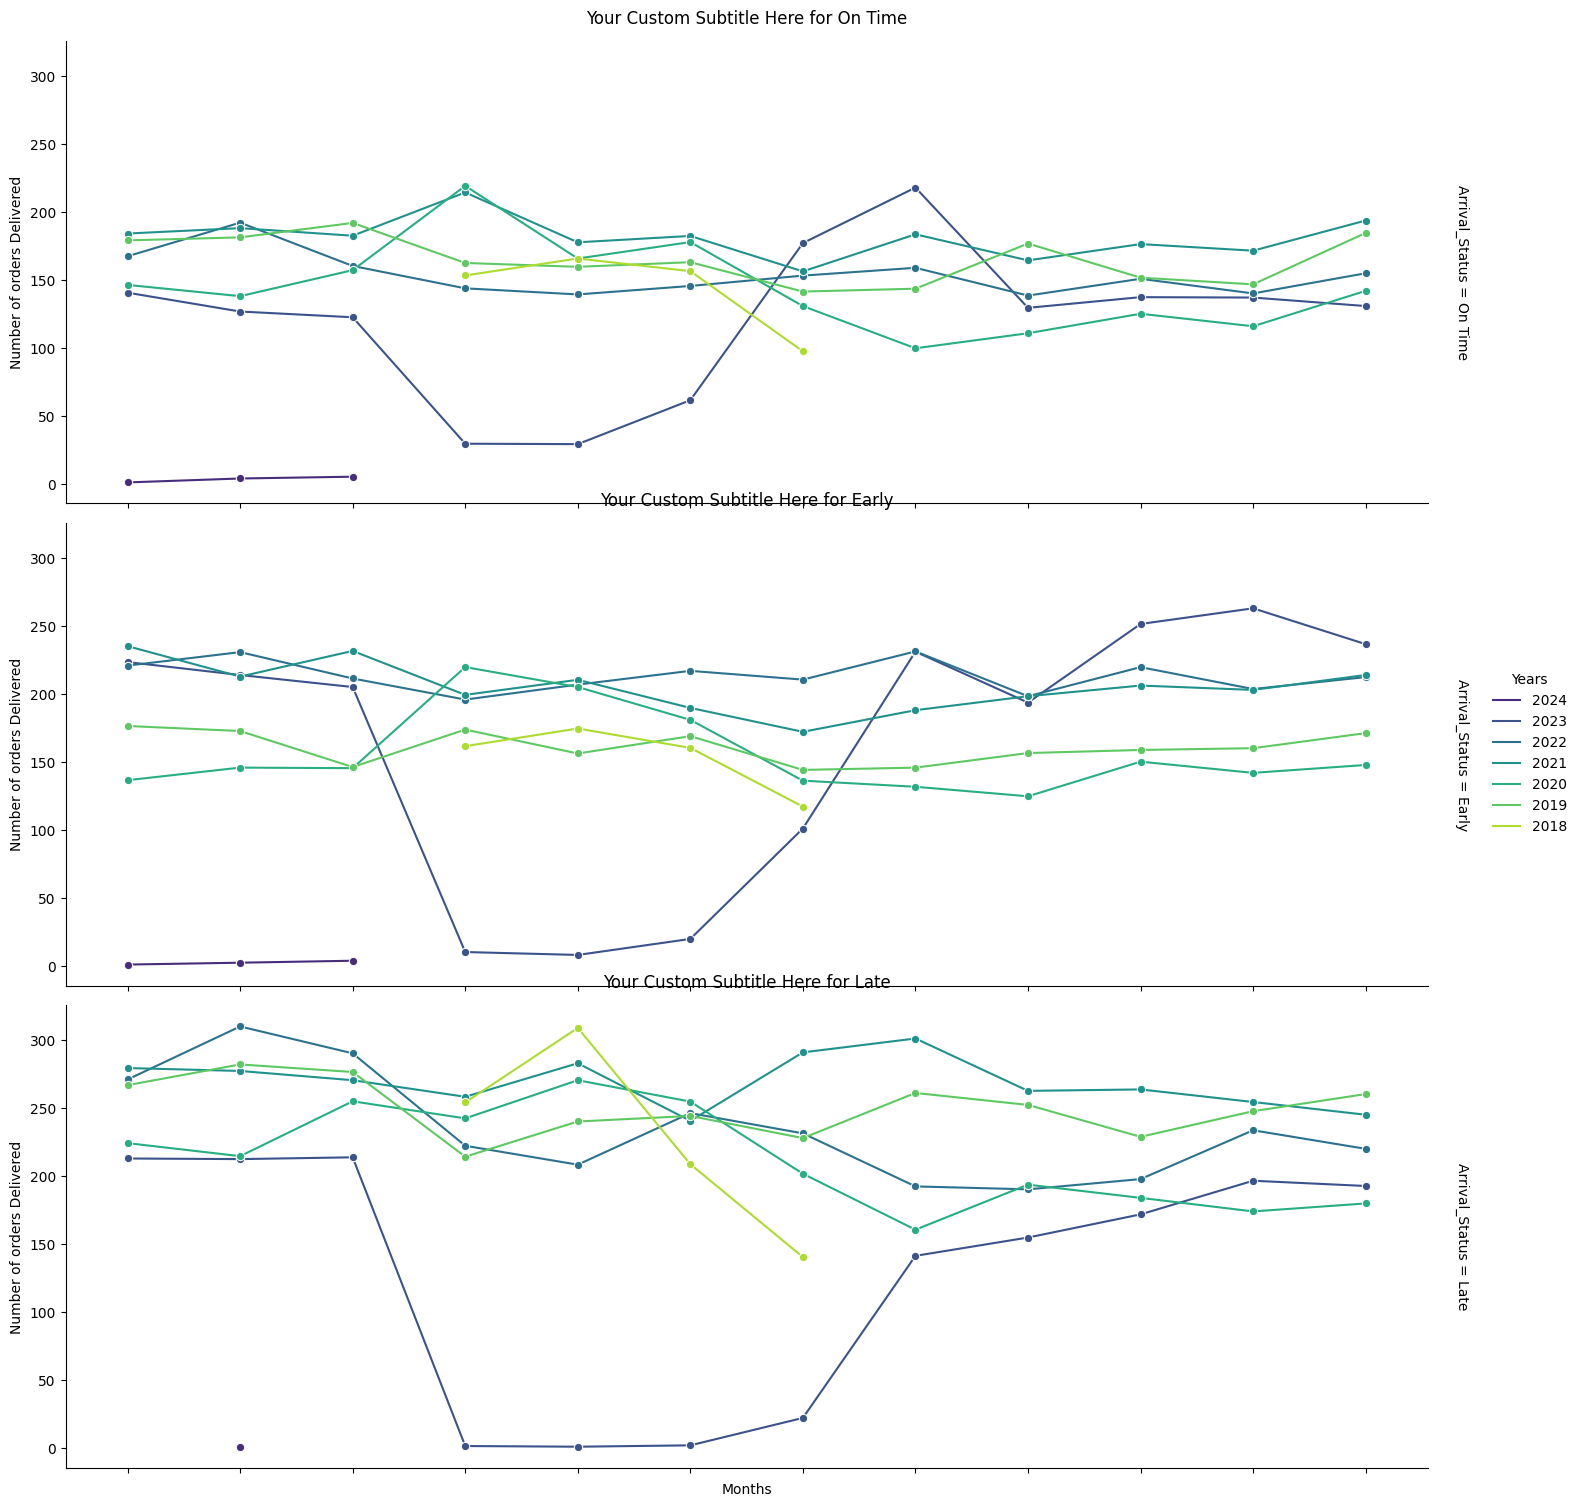 Your Custom Subtitle Here for On Time
300
250
200
150
100
50
0
Number of orders Delivered
Arrival_Status = On Time
Your Custom Subtitle Here for Early
300
250
200
150
100
50
0
Number of orders Delivered
Arrival_Status = Early
Years
2024
2023
2022
2021
2020
2019
2018
Your Custom Subtitle Here for Late
300
250
200
150
100
50
0
Number of orders Delivered
Arrival_Status = Late
Months